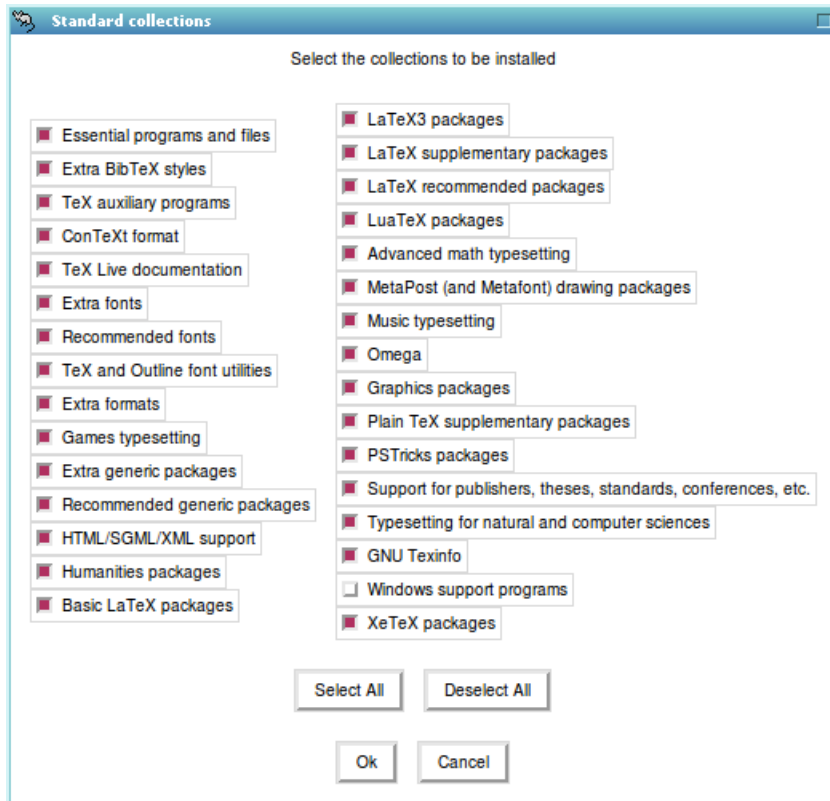 Standard collections
Select the collections to be installed
Essential programs and files
Extra BibTeX styles
TeX auxiliary programs
ConTeXt format
TeX Live documentation
Extra fonts
Recommended fonts
TeX and Outline font utilities
Extra formats
Games typesetting
Extra generic packages
Recommended generic packages
HTML/SGML/XML support
Humanities packages
Basic LaTeX packages
LaTeX3 packages
LaTeX supplementary packages
LaTeX recommended packages
LuaTeX packages
Advanced math typesetting
MetaPost (and Metafont) drawing packages
Music typesetting
Omega
Graphics packages
Plain TeX supplementary packages
PSTricks packages
Support for publishers, theses, standards, conferences, etc.
Typesetting for natural and computer sciences
GNU Texinfo
Windows support programs
XeTeX packages
Select All
Deselect All
Ok
Cancel